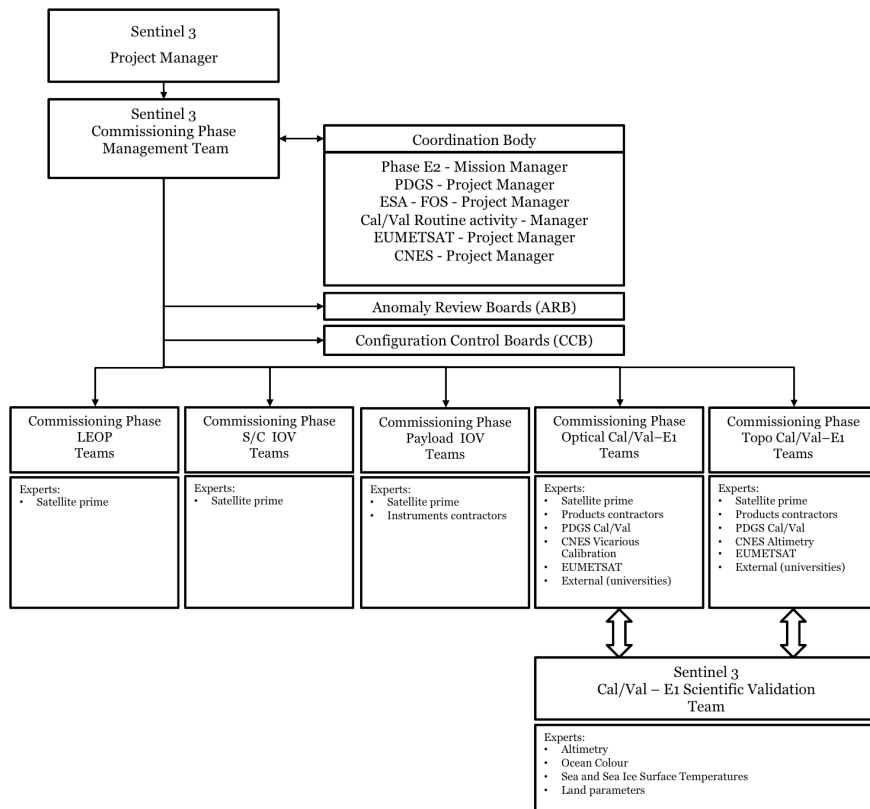 Sentinel 3
Project Manager
Sentinel 3
Commissioning Phase
Management Team
Coordination Body
Phase E2 - Mission Manager
PDGS - Project Manager
ESA - FOS - Project Manager
Cal/Val Routine activity - Manager
EUMETSAT - Project Manager
CNES - Project Manager
Anomaly Review Boards (ARB)
Configuration Control Boards (CCB)
Commissioning Phase
LEOP
Teams
Experts:
• Satellite prime
Commissioning Phase
S/C IOV
Teams
Experts:
• Satellite prime
Commissioning Phase
Payload IOV
Teams
Experts:
• Satellite prime
• Instruments contractors
Commissioning Phase
Optical Cal/Val–E1
Teams
Experts:
• Satellite prime
• Products contractors
• PDGS Cal/Val
• CNES Vicarious
Calibration
• EUMETSAT
• External (universities)
Commissioning Phase
Topo Cal/Val–E1
Teams
Experts:
• Satellite prime
• Products contractors
• PDGS Cal/Val
• CNES Altimetry
• EUMETSAT
• External (universities)
Sentinel 3
Cal/Val – E1 Scientific Validation
Team
Experts:
• Altimetry
• Ocean Colour
• Sea and Sea Ice Surface Temperatures
• Land parameters